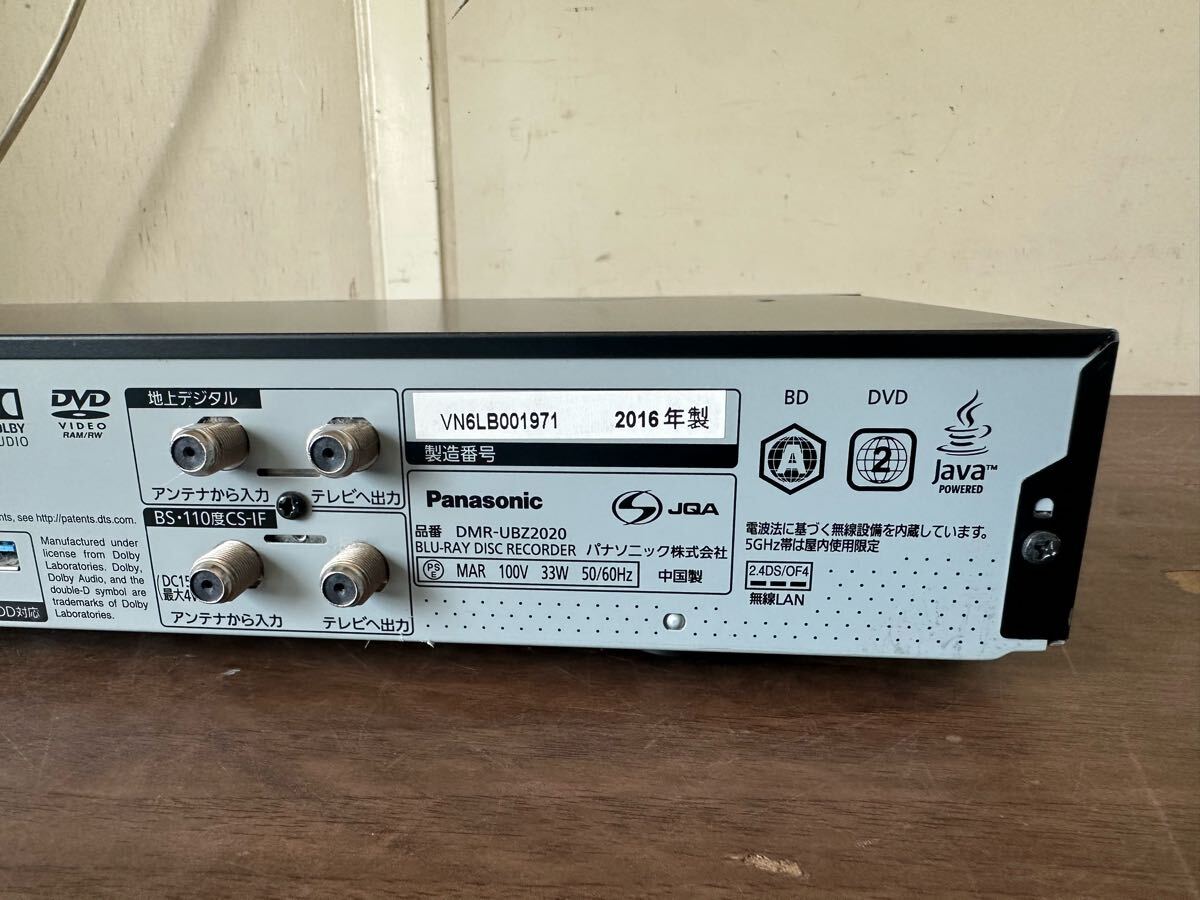 DVD
VIDEO
RAM/RW
地上デジタル
アンテナから入力 テレビへ出力
BS・110度CS-IF
アンテナから入力 テレビへ出力
see http://patents.dts.com.
Manufactured under
license from Dolby
Laboratories. Dolby,
Dolby Audio, and the
double-D symbol are
trademarks of Dolby
Laboratories.
VN6LB001971 2016年製
製造番号
Panasonic
JQA
品番 DMR-UBZ2020
BLU-RAY DISC RECORDER パナソニック株式会社
PSE MAR 100V 33W 50/60Hz 中国製
BD DVD
A 2
Java™
POWERED
電波法に基づく無線設備を内蔵しています。
5GHz帯は屋内使用限定
2.4DS/OF4
無線LAN